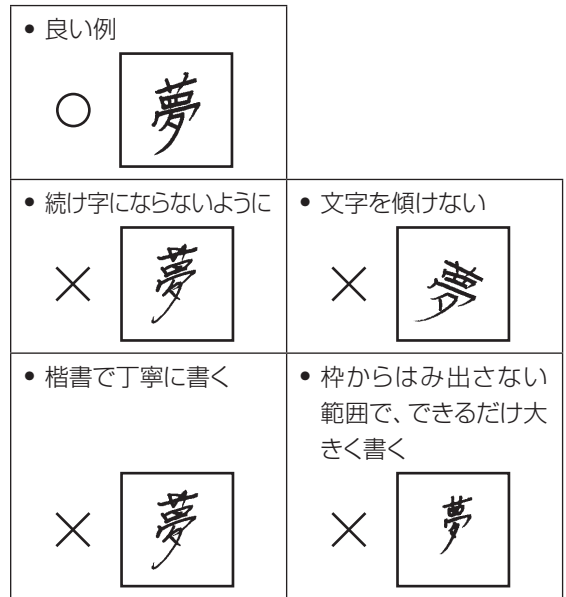 • 良い例
○ 夢
• 続け字にならないように
× 夢
• 文字を傾けない
× 夢
• 楷書で丁寧に書く
× 夢
• 枠からはみ出さない
範囲で、できるだけ大
きく書く
× 夢